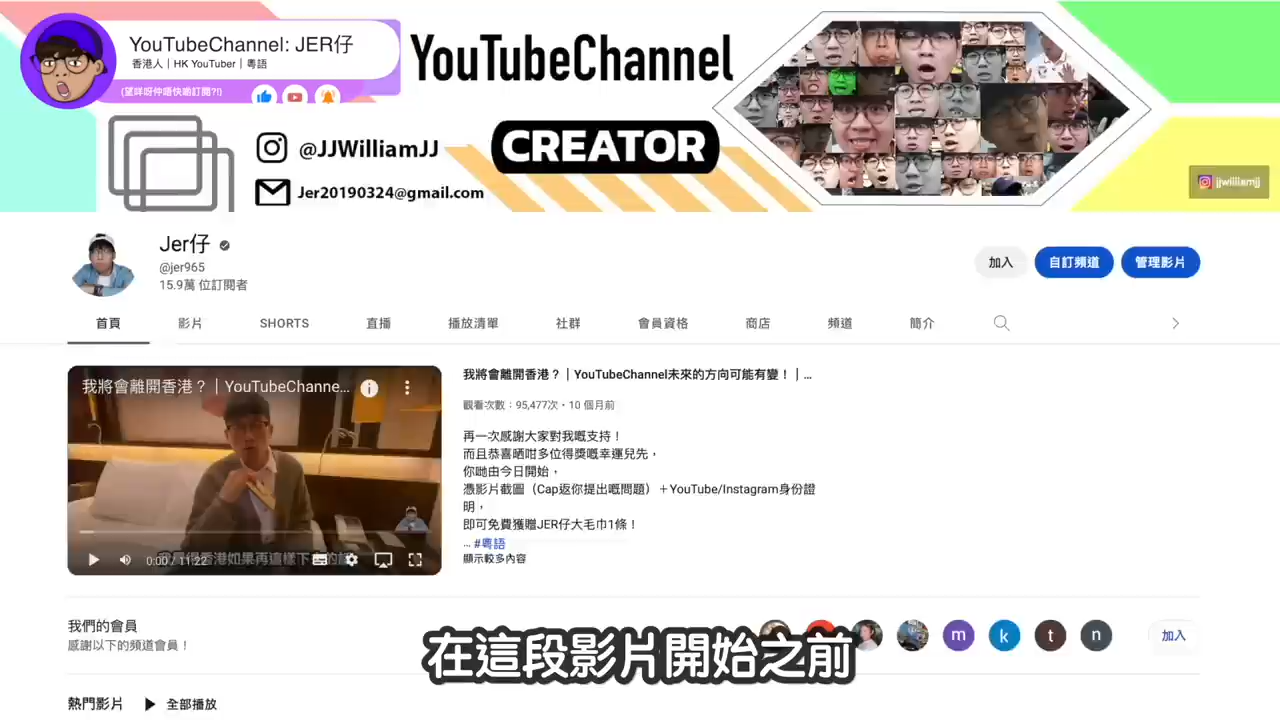 YouTubeChannel: JER仔
香港人｜HK YouTuber｜粵語
(望咩呀仲唔快啲訂閱?!)
YouTubeChannel
CREATOR
@JJWilliamJJ
Jer20190324@gmail.com
jjwilliamjj
Jer仔
@jer965
15.9萬 位訂閱者
加入
自訂頻道
管理影片
首頁
影片
SHORTS
直播
播放清單
社群
會員資格
商店
頻道
簡介
我將會離開香港？｜YouTubeChanne...
0:00 / 11:22
我將會離開香港？｜YouTubeChannel未來的方向可能有變！｜...
觀看次數：95,477次・10 個月前
再一次感謝大家對我嘅支持！
而且恭喜晒咁多位得獎嘅幸運兒先，
你哋由今日開始，
憑影片截圖（Cap返你提出嘅問題）＋YouTube/Instagram身份證
明，
即可免費獲贈JER仔大毛巾1條！
... #粵語
顯示較多內容
我們的會員
感謝以下的頻道會員！
m
k
t
n
加入
在這段影片開始之前
熱門影片
全部播放